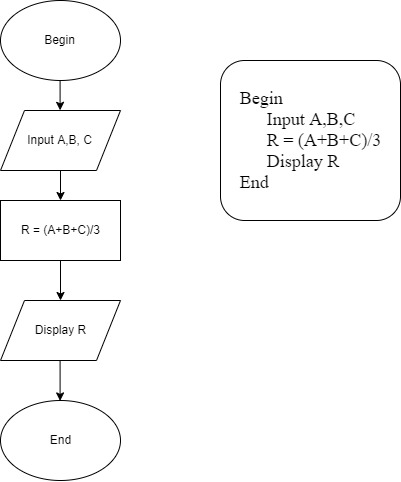 Begin
Input A,B, C
R = (A+B+C)/3
Display R
End
Begin
Input A,B,C
R = (A+B+C)/3
Display R
End